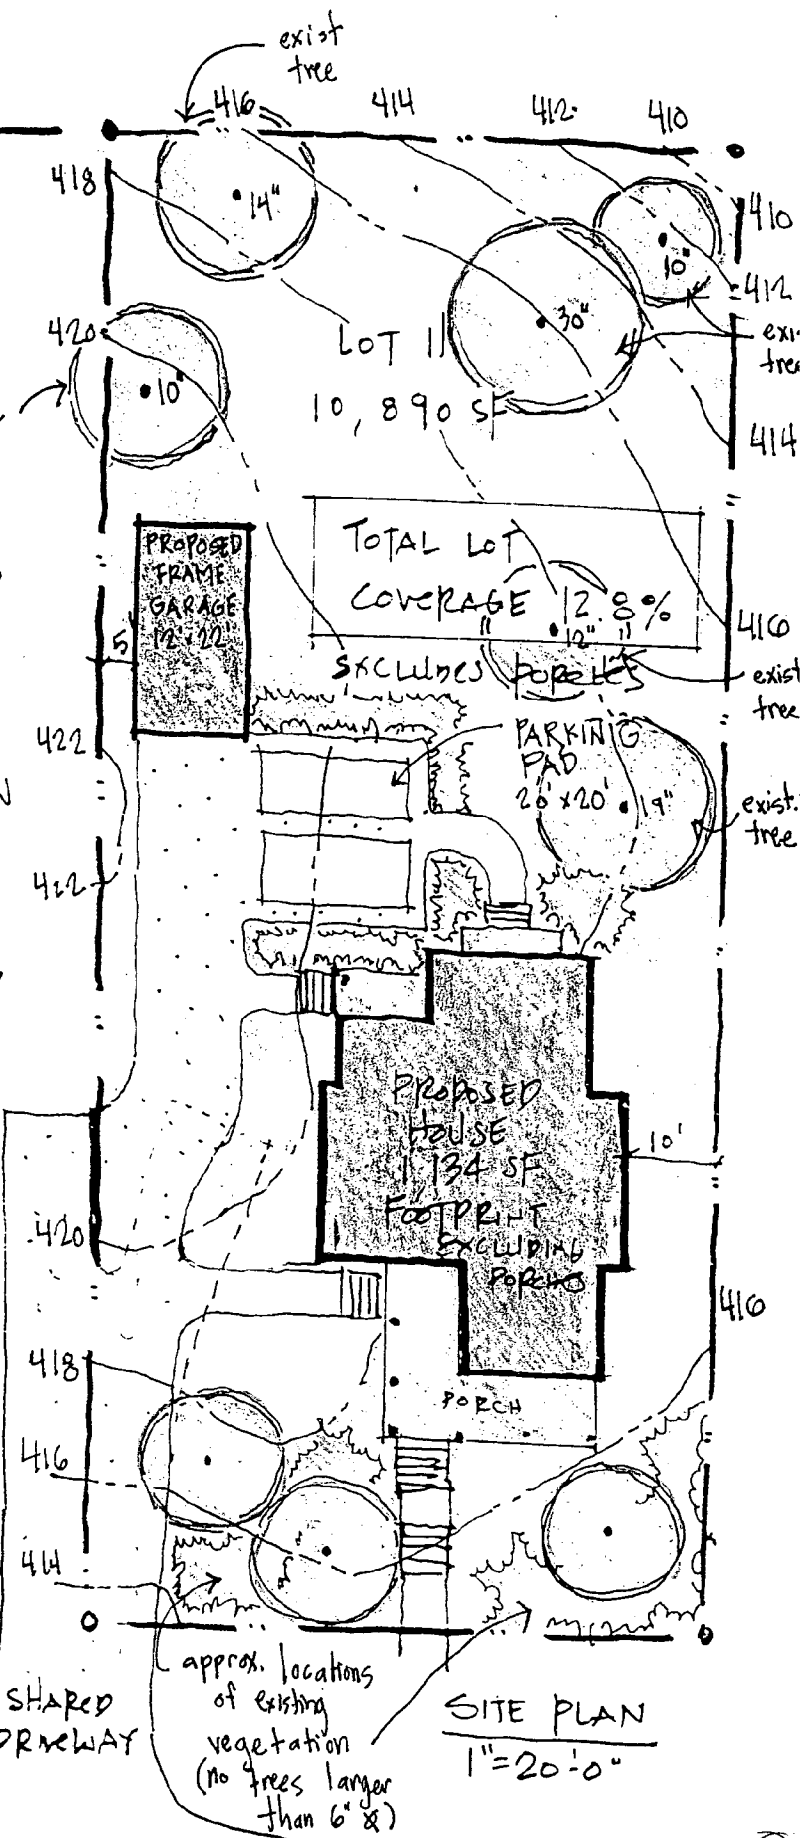 exist
tree
416
414
412
410
418
14"
410
10"
412
420
30"
LOT 11
10"
10,890 SF
414
TOTAL LOT
COVERAGE 12.8%
PROPOSED
FRAME
GARAGE
12'x22'
12"
416
5'
EXCLUDES PORCHES
exist
tree
422
PARKING
PAD
20'x20'
19"
exist.
tree
422
PROPOSED
HOUSE
1,134 SF
FOOTPRINT
EXCLUDING
PORCHES
10'
420
416
418
PORCH
416
414
approx. locations
of existing
vegetation
(no trees larger
than 6" ⌀)
SHARED
DRIVEWAY
SITE PLAN
1"=20'-0"